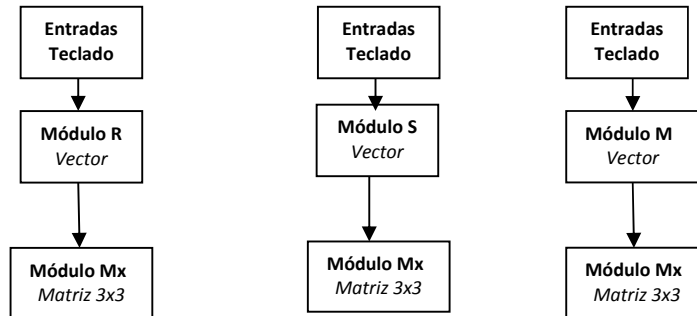 Entradas
Teclado
Módulo R
Vector
Módulo Mx
Matriz 3x3
Entradas
Teclado
Módulo S
Vector
Módulo Mx
Matriz 3x3
Entradas
Teclado
Módulo M
Vector
Módulo Mx
Matriz 3x3